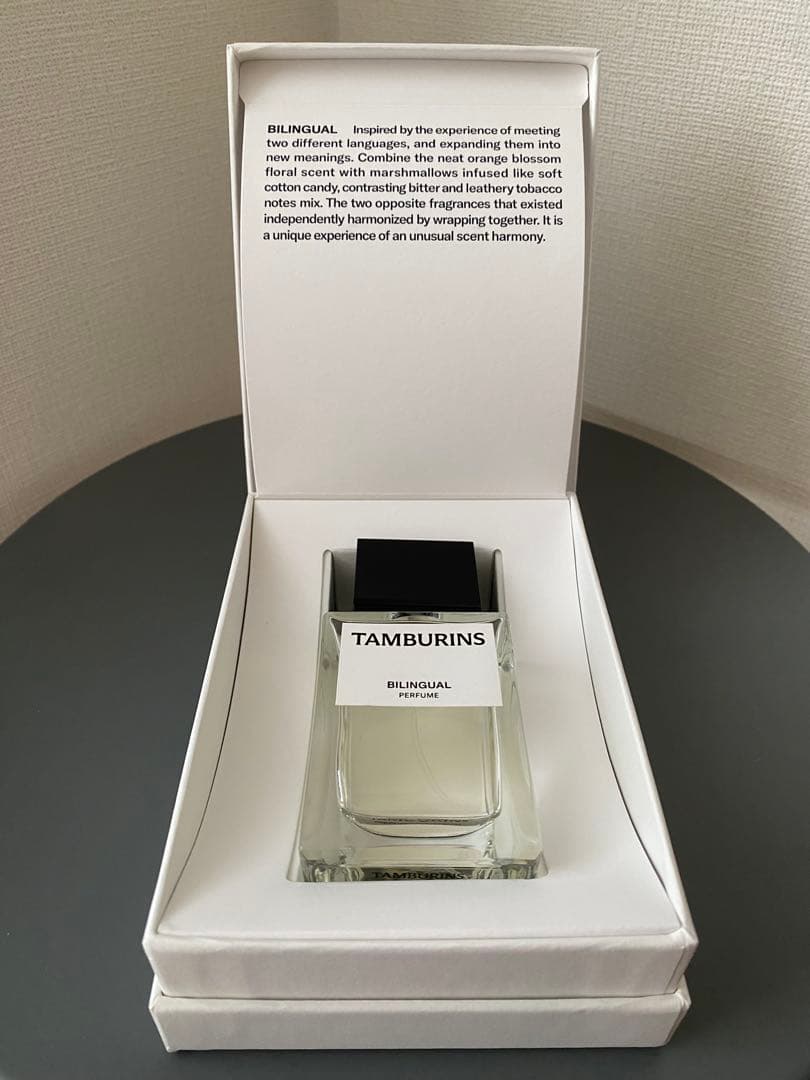 BILINGUAL Inspired by the experience of meeting
two different languages, and expanding them into
new meanings. Combine the neat orange blossom
floral scent with marshmallows infused like soft
cotton candy, contrasting bitter and leathery tobacco
notes mix. The two opposite fragrances that existed
independently harmonized by wrapping together. It is
a unique experience of an unusual scent harmony.
TAMBURINS
BILINGUAL
PERFUME
TAMBURINS